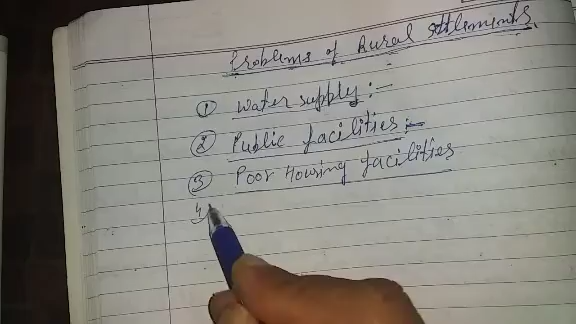 Problems of Rural settlements.
① Water supply :-
② Public facilities :-
③ Poor Housing facilities
4